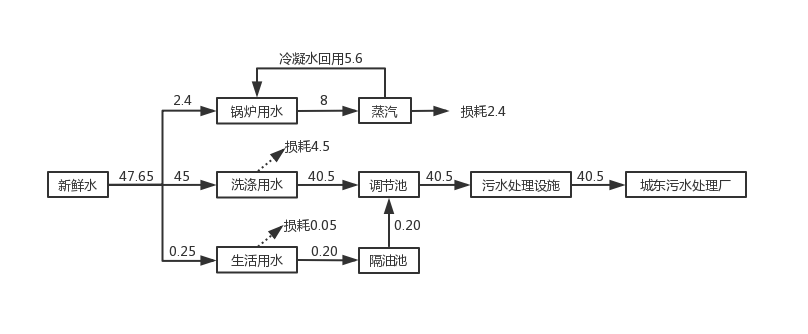 冷凝水回用5.6
2.4
锅炉用水
8
蒸汽
损耗2.4
损耗4.5
新鲜水
47.65
45
洗涤用水
40.5
调节池
40.5
污水处理设施
40.5
城东污水处理厂
损耗0.05
0.20
0.25
生活用水
0.20
隔油池